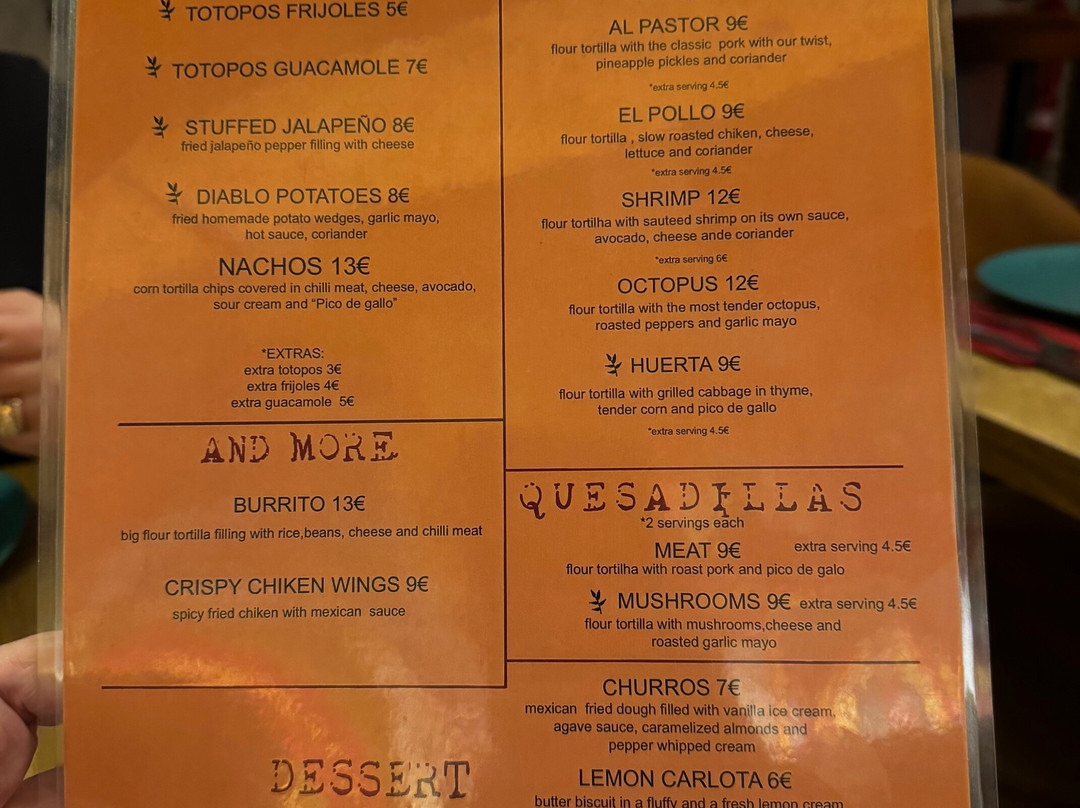 TOTOPOS FRIJOLES 5€
TOTOPOS GUACAMOLE 7€
STUFFED JALAPEÑO 8€
fried jalapeño pepper filling with cheese
DIABLO POTATOES 8€
fried homemade potato wedges, garlic mayo,
hot sauce, coriander
NACHOS 13€
corn tortilla chips covered in chilli meat, cheese, avocado,
sour cream and “Pico de gallo”
*EXTRAS:
extra totopos 3€
extra frijoles 4€
extra guacamole 5€
AND MORE
BURRITO 13€
big flour tortilla filling with rice,beans, cheese and chilli meat
CRISPY CHIKEN WINGS 9€
spicy fried chiken with mexican sauce
AL PASTOR 9€
flour tortilla with the classic pork with our twist,
pineapple pickles and coriander
*extra serving 4.5€
EL POLLO 9€
flour tortilla , slow roasted chiken, cheese,
lettuce and coriander
*extra serving 4.5€
SHRIMP 12€
flour tortilha with sauteed shrimp on its own sauce,
avocado, cheese ande coriander
*extra serving 6€
OCTOPUS 12€
flour tortilla with the most tender octopus,
roasted peppers and garlic mayo
HUERTA 9€
flour tortilla with grilled cabbage in thyme,
tender corn and pico de gallo
*extra serving 4.5€
QUESADILLAS
*2 servings each
MEAT 9€ extra serving 4.5€
flour tortilha with roast pork and pico de galo
MUSHROOMS 9€ extra serving 4.5€
flour tortilla with mushrooms,cheese and
roasted garlic mayo
DESSERT
CHURROS 7€
mexican fried dough filled with vanilla ice cream,
agave sauce, caramelized almonds and
pepper whipped cream
LEMON CARLOTA 6€
butter biscuit in a fluffy and a fresh lemon cream